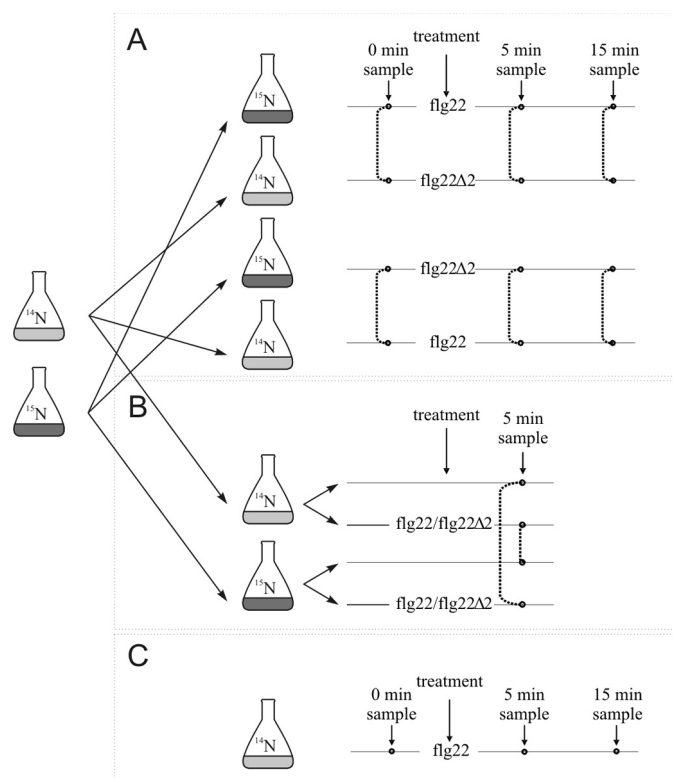 A
treatment
0 min 5 min 15 min
sample sample sample
¹⁵N flg22
¹⁴N flg22Δ2
¹⁵N flg22Δ2
¹⁴N
¹⁴N flg22
¹⁵N
B
treatment 5 min
sample
¹⁴N
flg22/flg22Δ2
¹⁵N
flg22/flg22Δ2
C
treatment
0 min 5 min 15 min
sample sample sample
¹⁴N flg22